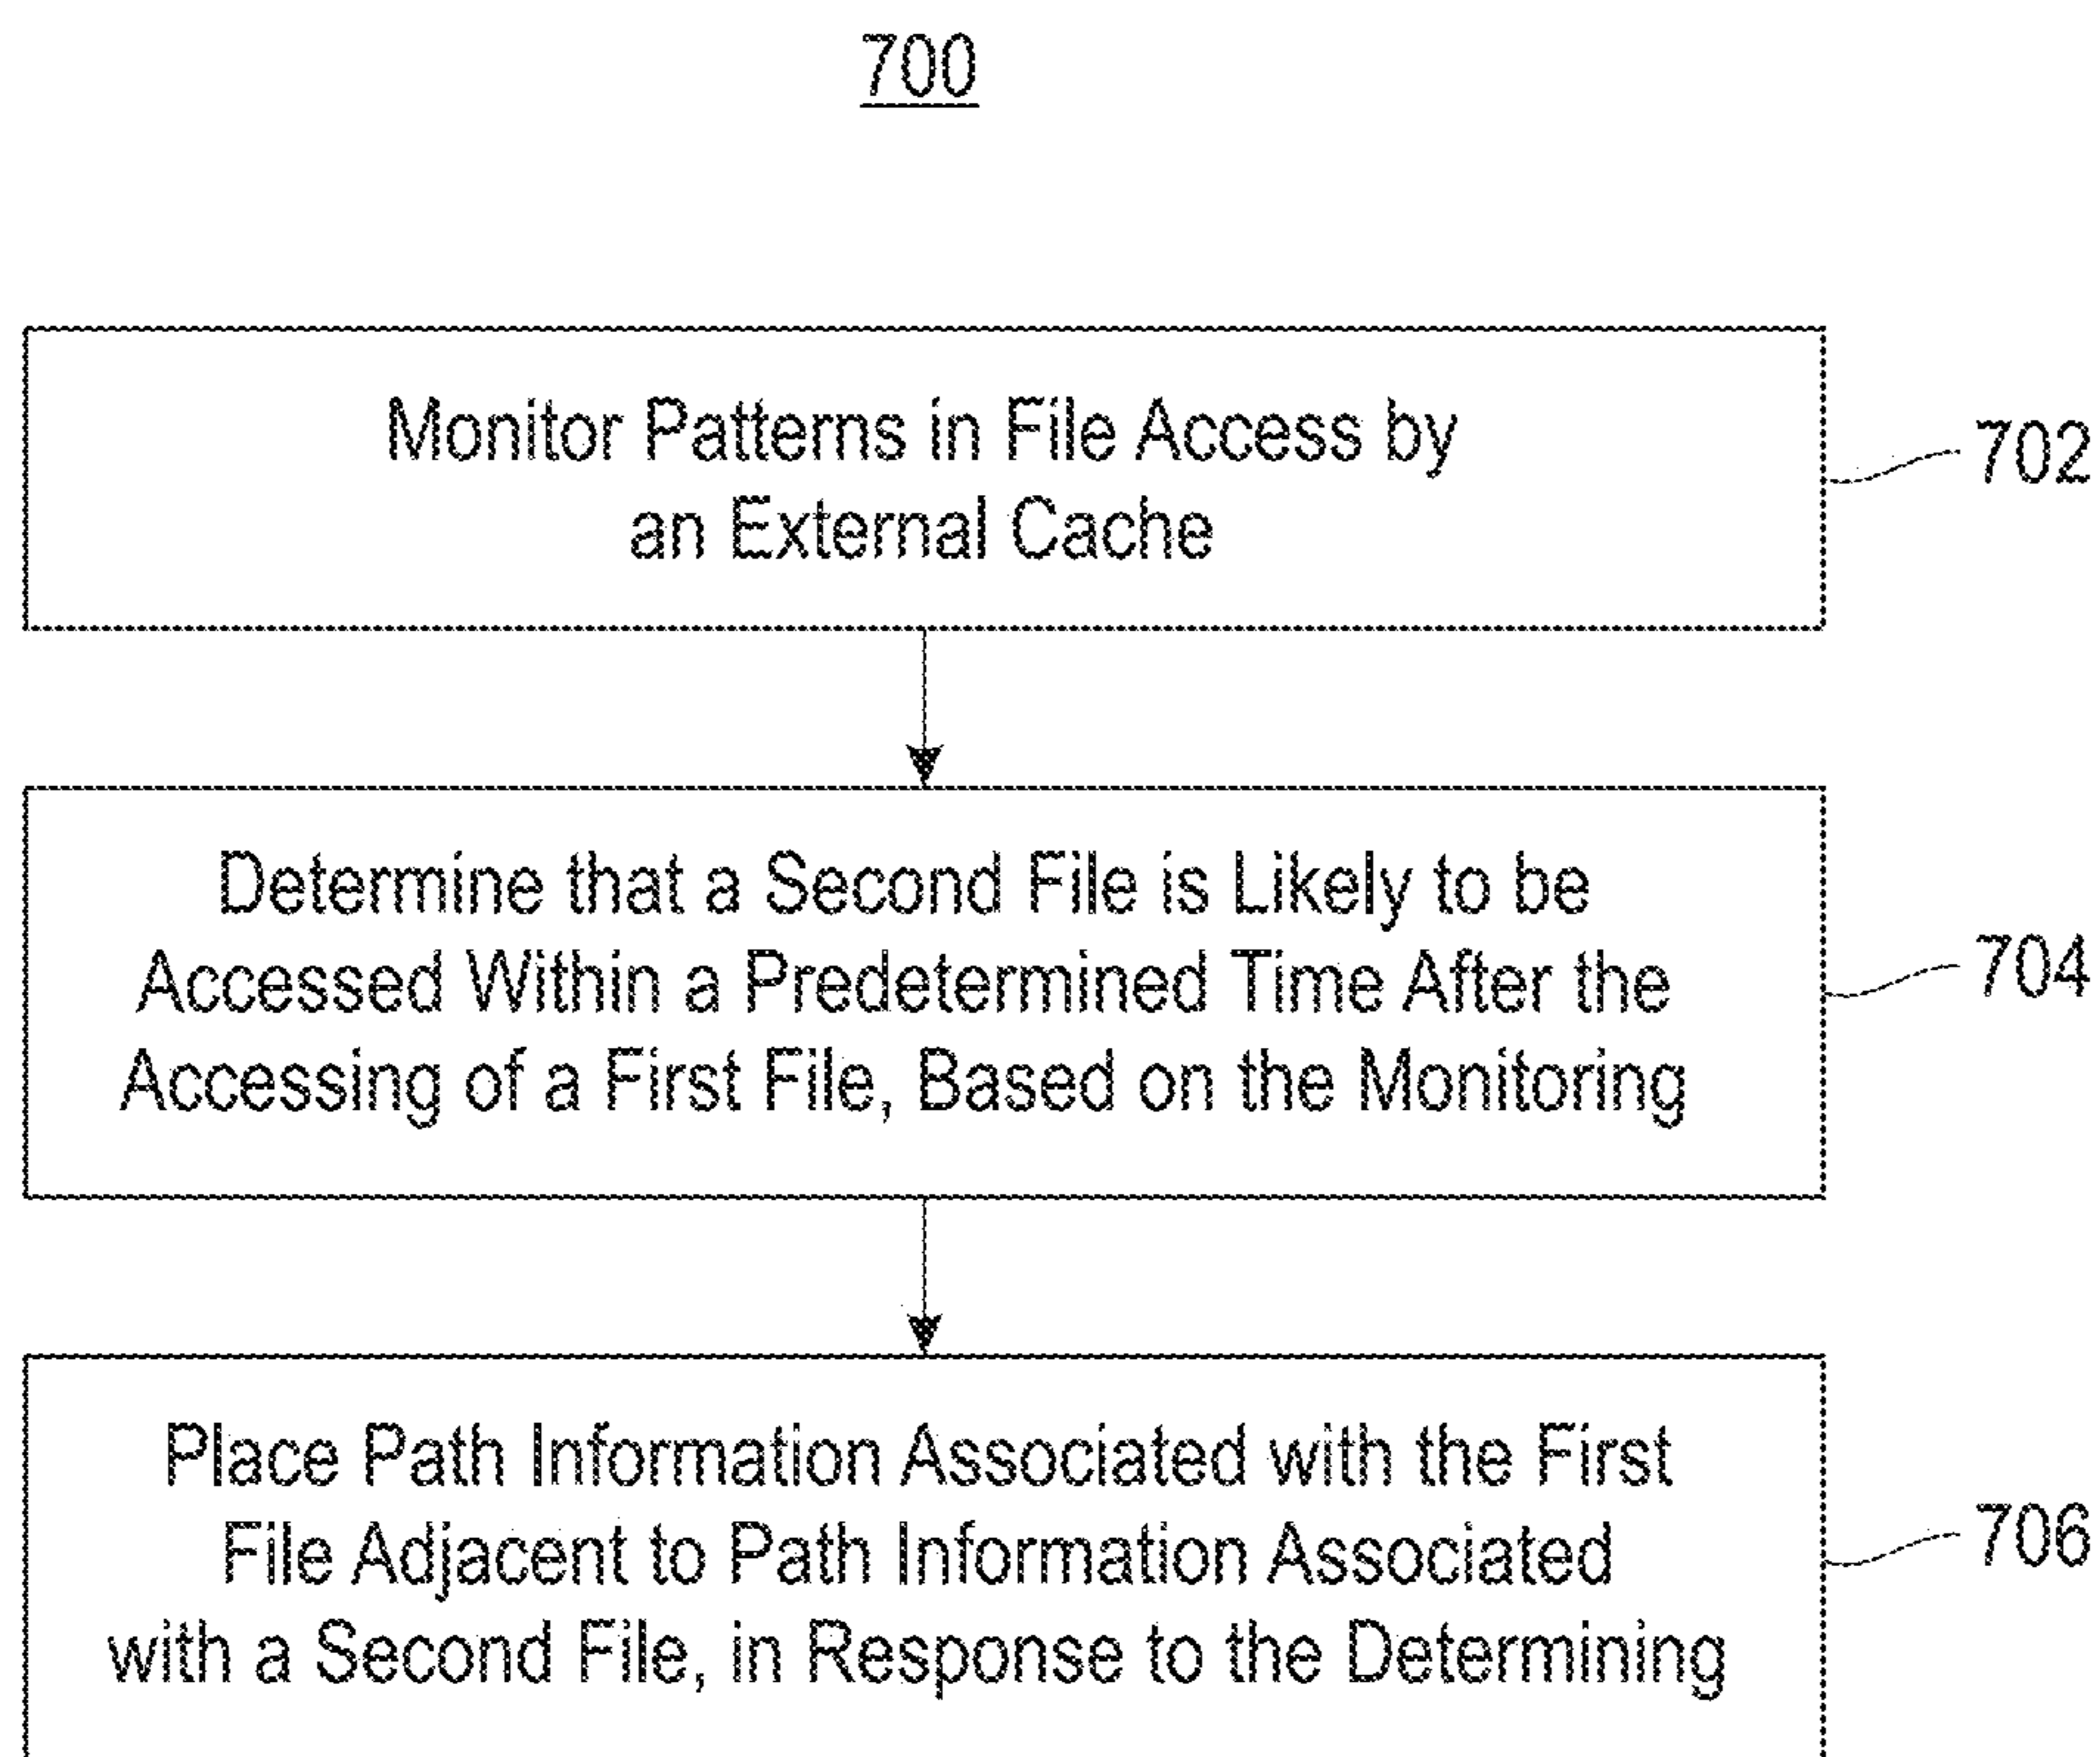 700
Monitor Patterns in File Access by
an External Cache
702
Determine that a Second File is Likely to be
Accessed Within a Predetermined Time After the
Accessing of a First File, Based on the Monitoring
704
Place Path Information Associated with the First
File Adjacent to Path Information Associated
with a Second File, in Response to the Determining
706